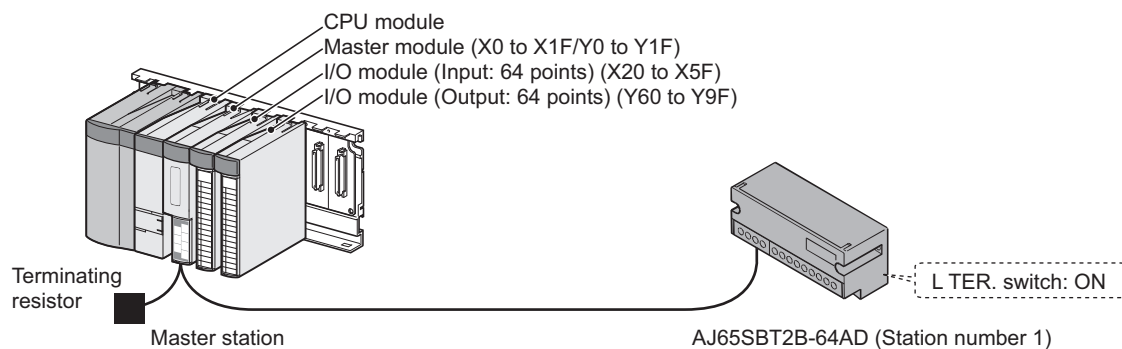 CPU module
Master module (X0 to X1F/Y0 to Y1F)
I/O module (Input: 64 points) (X20 to X5F)
I/O module (Output: 64 points) (Y60 to Y9F)
Terminating
resistor
L TER. switch: ON
Master station
AJ65SBT2B-64AD (Station number 1)